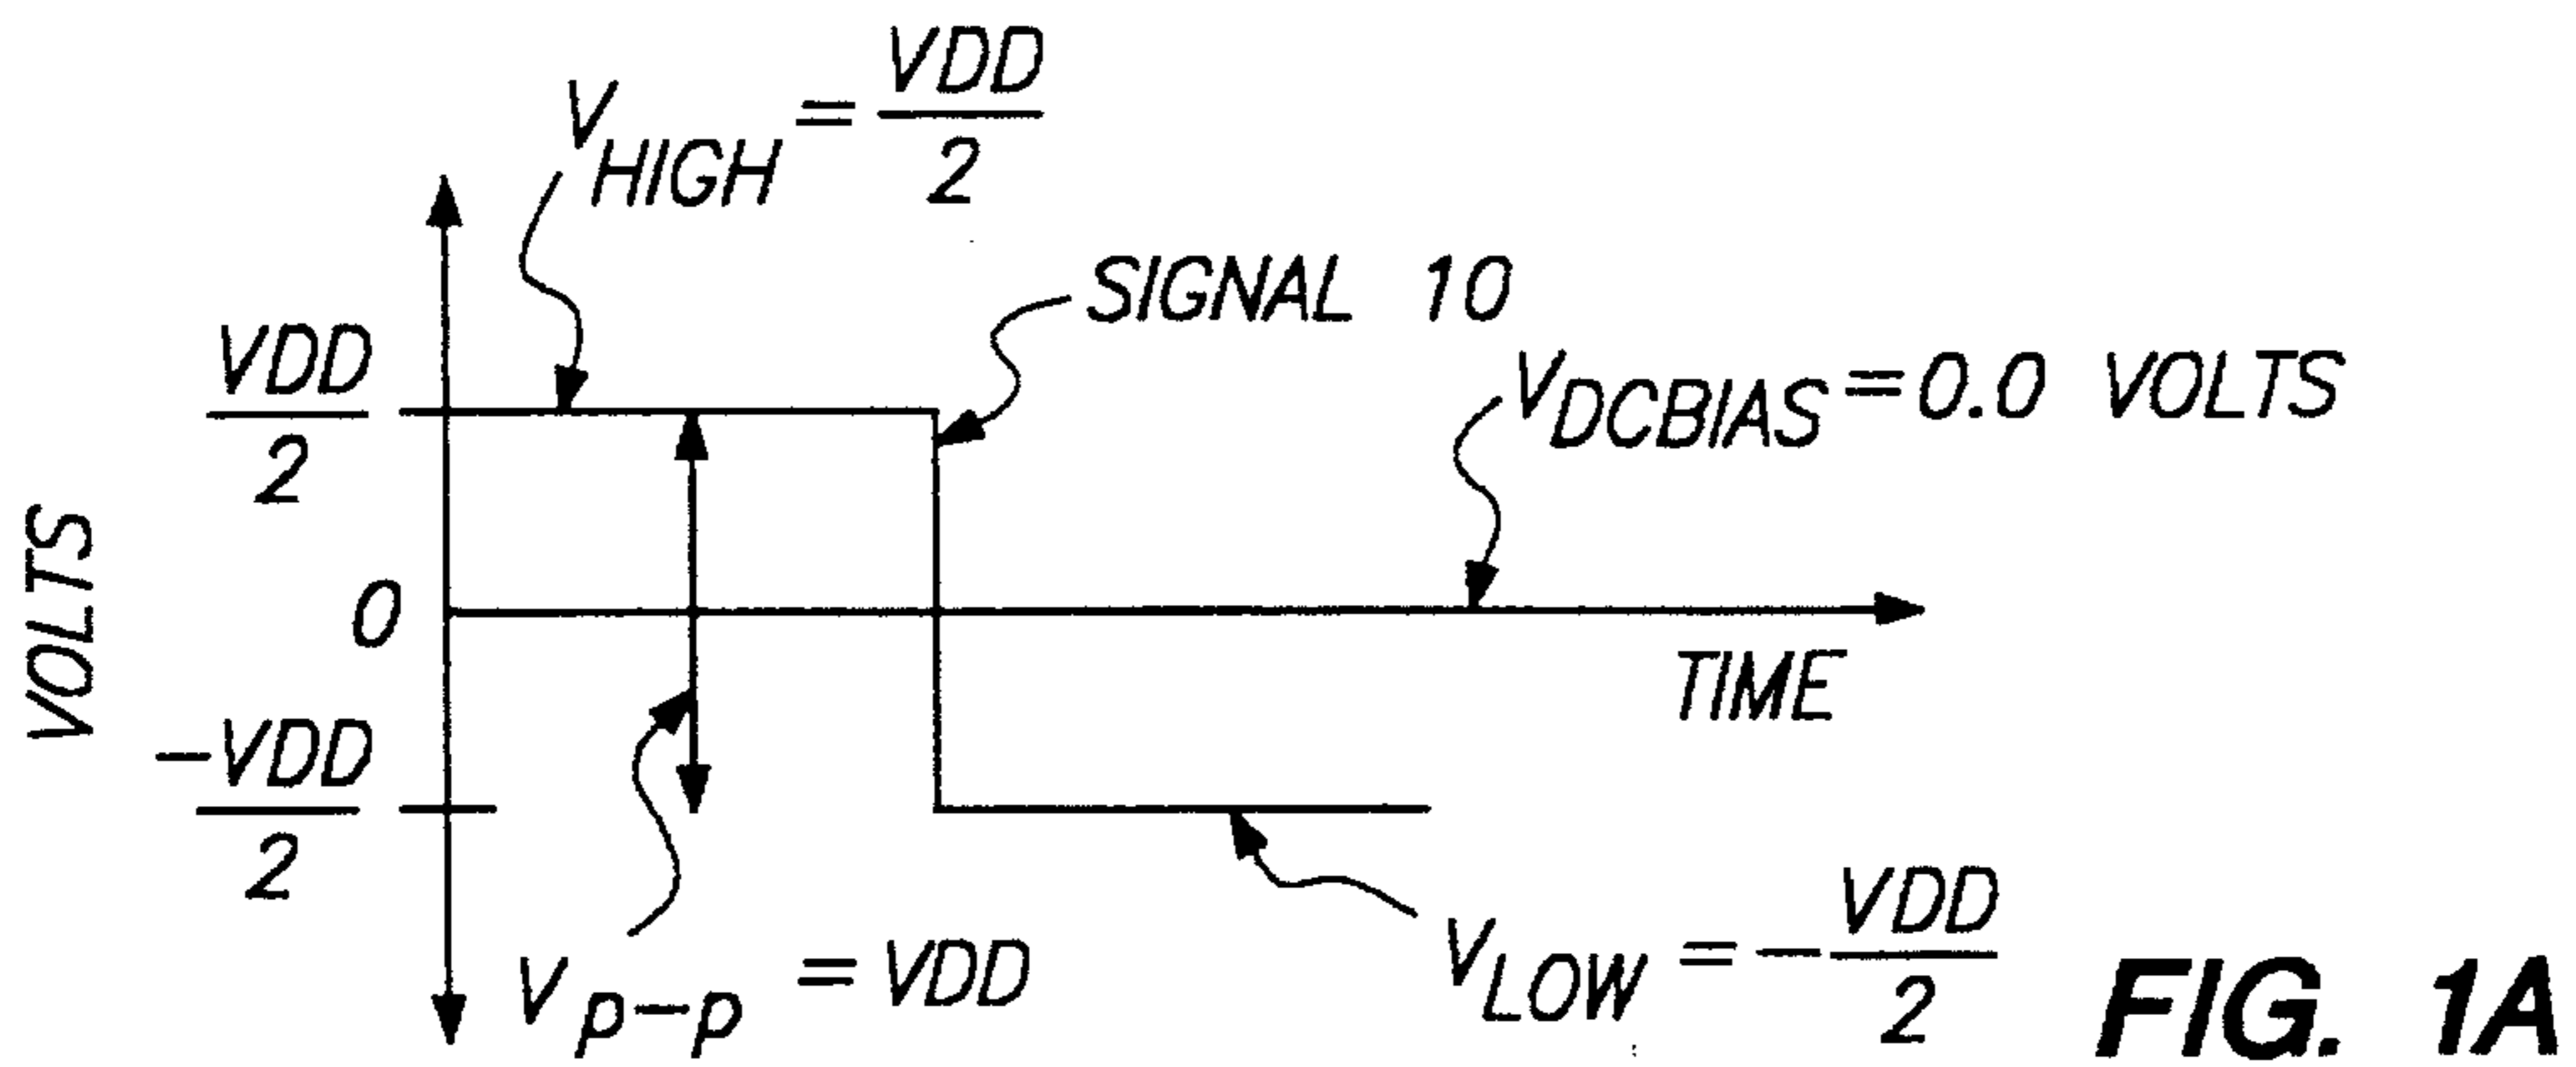 V_HIGH = VDD/2
SIGNAL 10
VDD/2
V_DCBIAS = 0.0 VOLTS
VOLTS
0
TIME
-VDD/2
V_p-p = VDD
V_LOW = -VDD/2
FIG. 1A